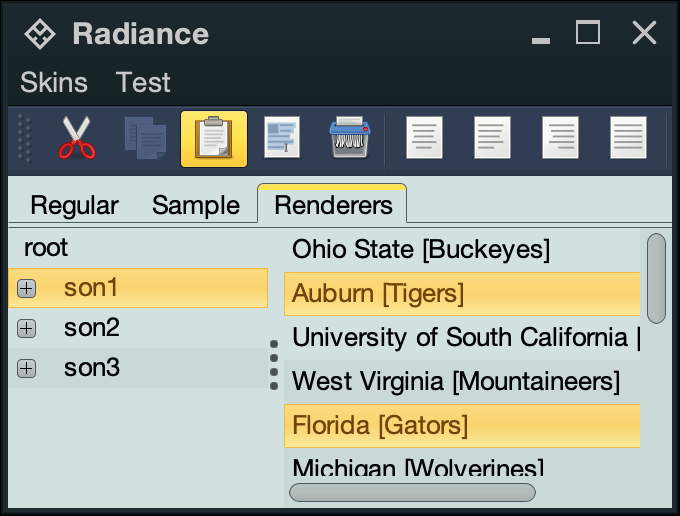 Radiance
Skins Test
Regular Sample Renderers
root
son1
son2
son3
Ohio State [Buckeyes]
Auburn [Tigers]
University of South California [
West Virginia [Mountaineers]
Florida [Gators]
Michigan [Wolverines]